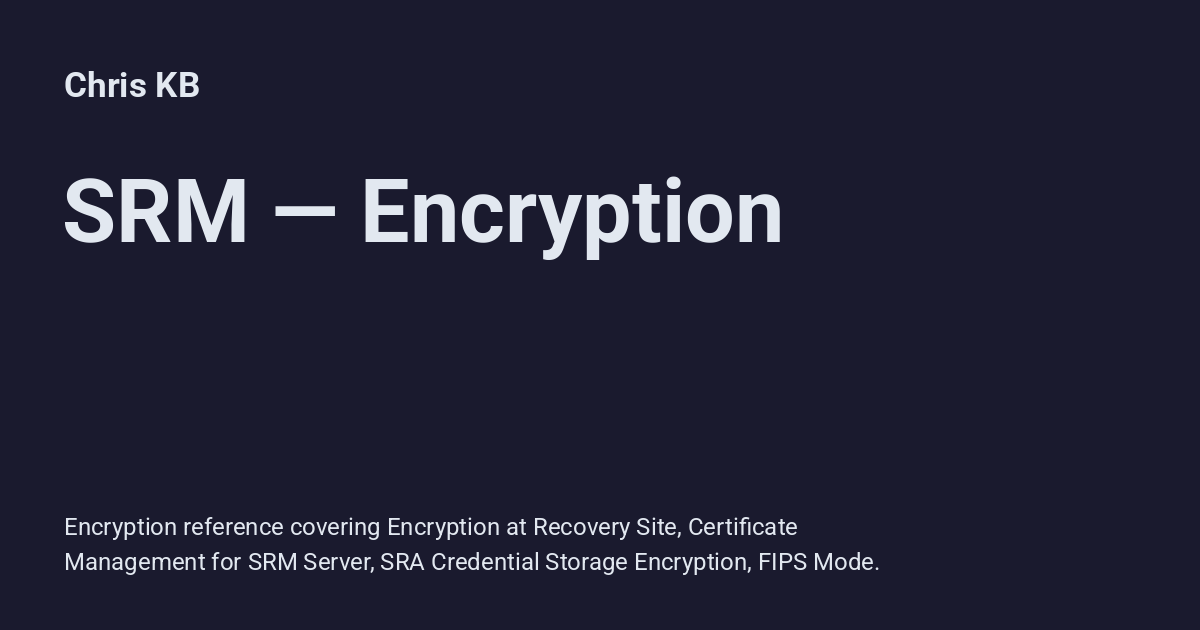 Chris KB
SRM — Encryption
Encryption reference covering Encryption at Recovery Site, Certificate
Management for SRM Server, SRA Credential Storage Encryption, FIPS Mode.